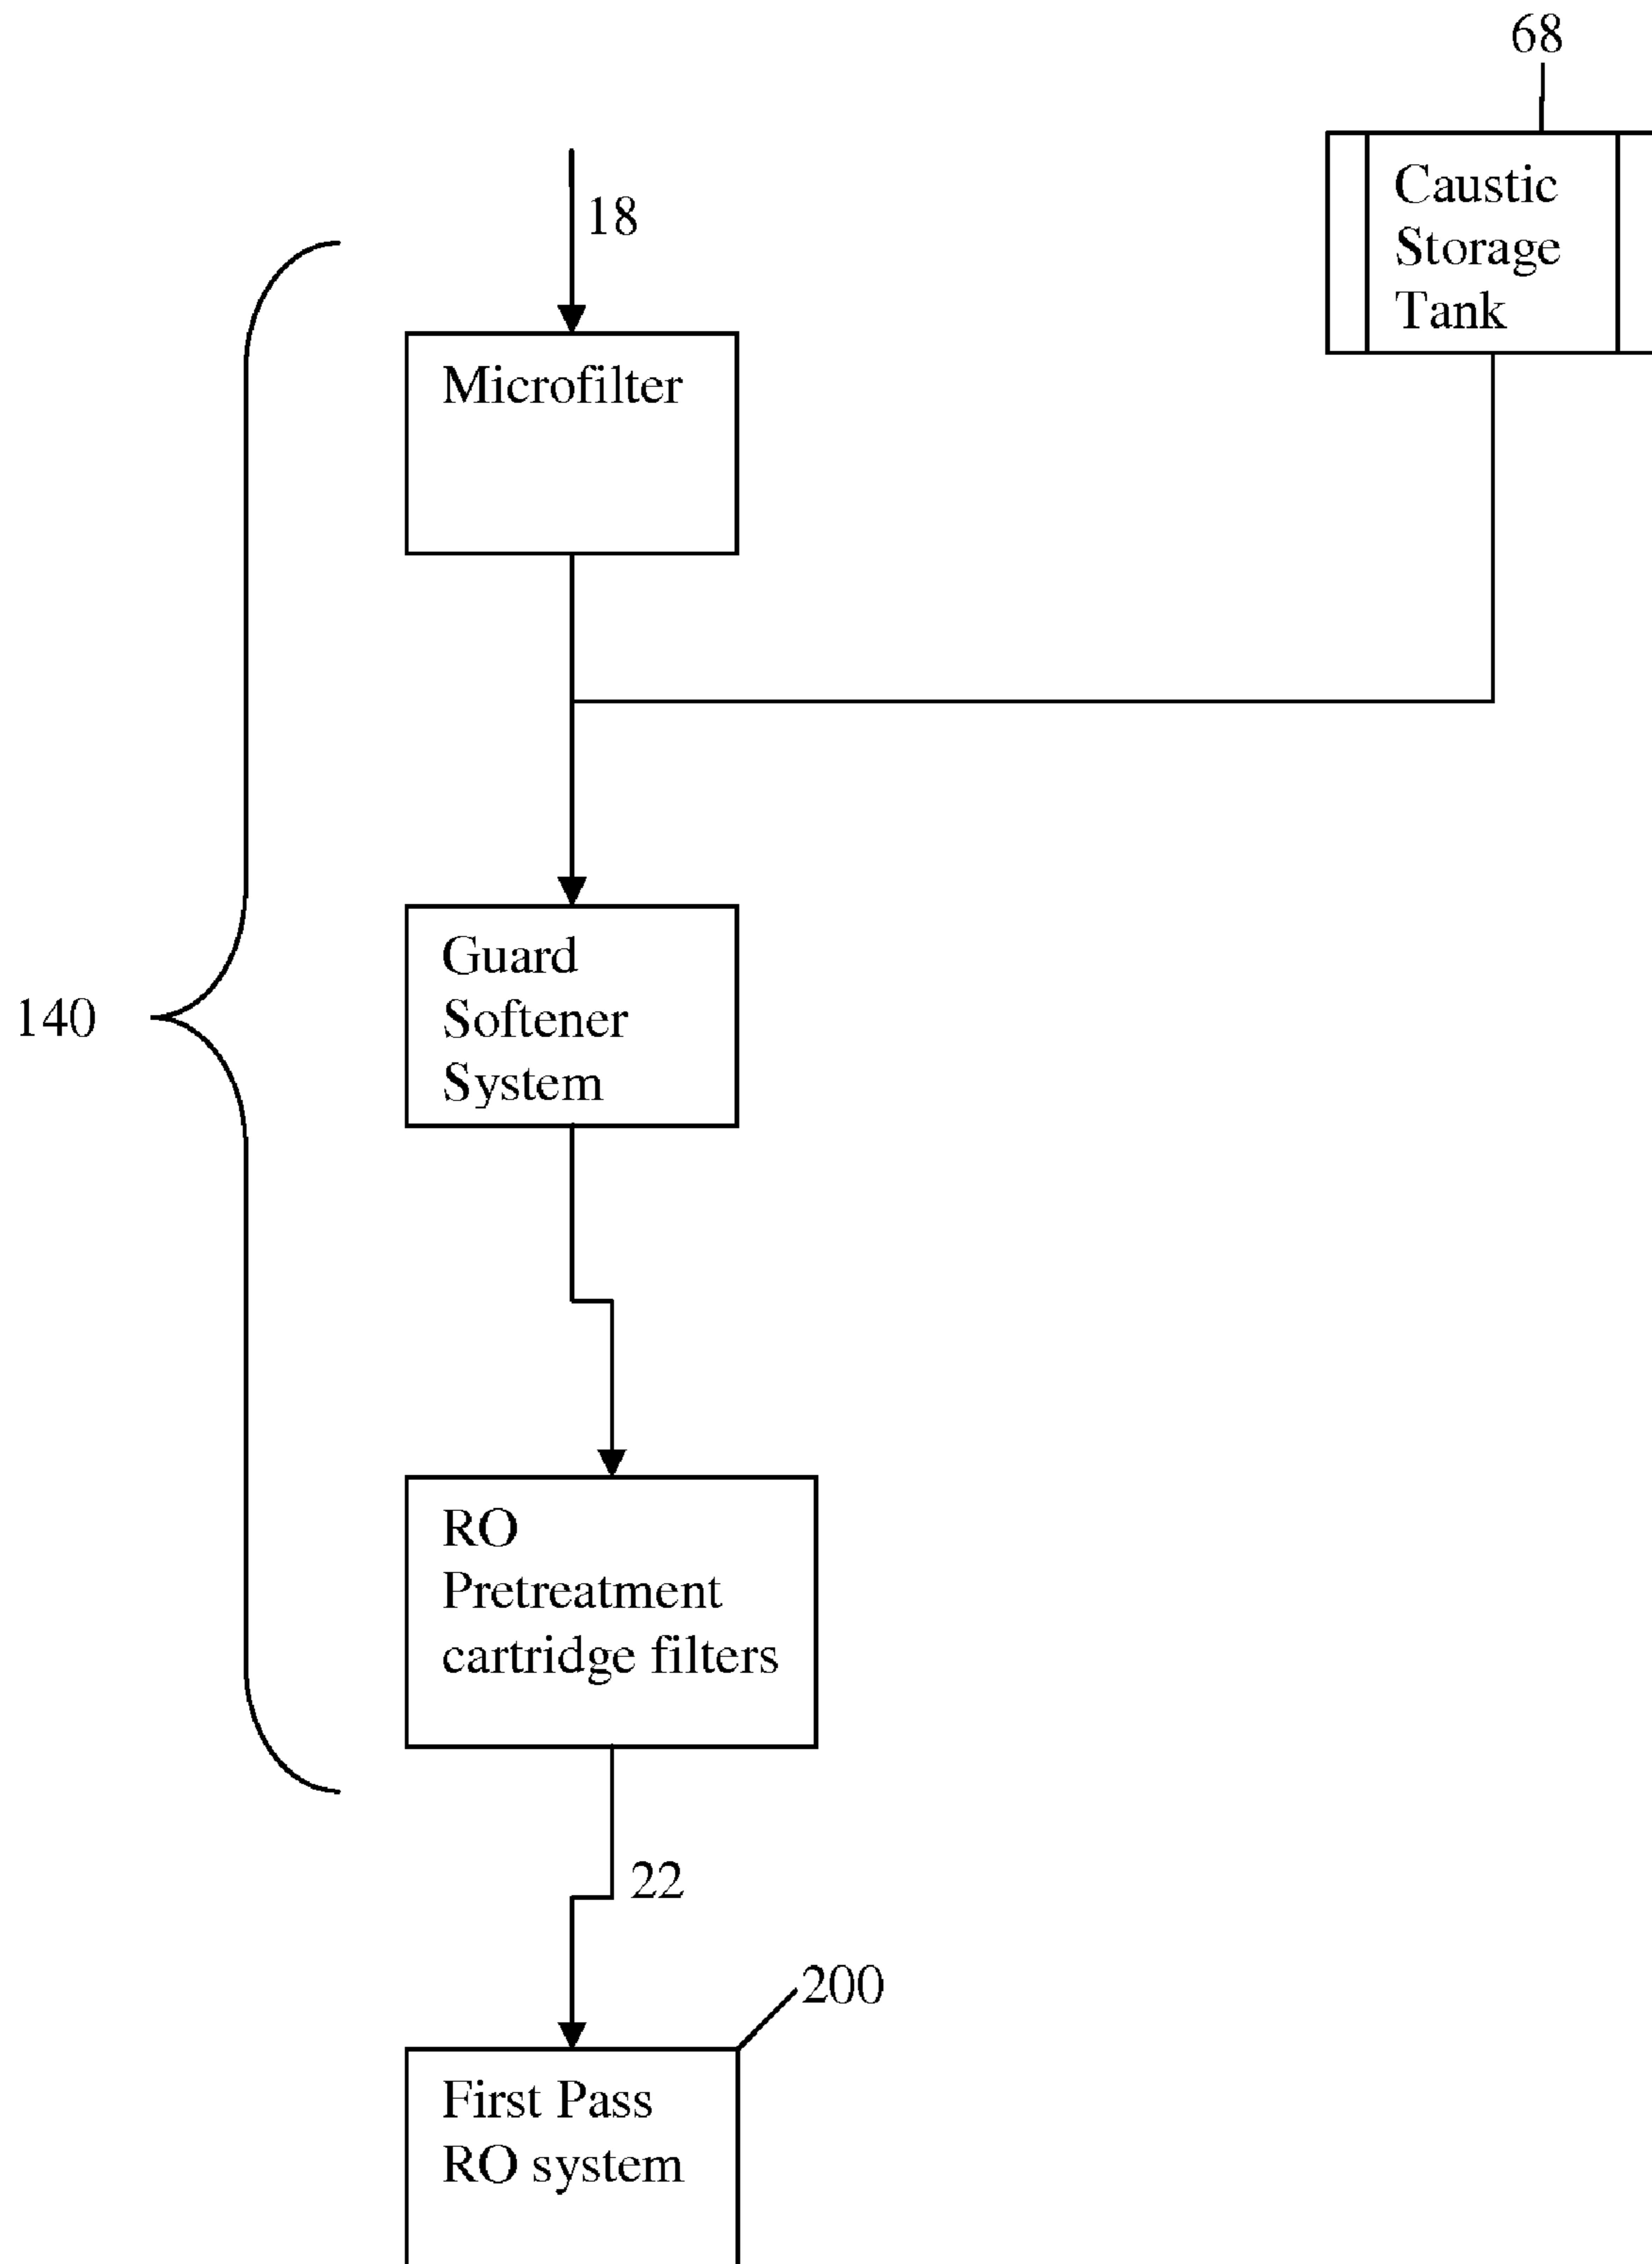 68
Caustic
Storage
Tank
18
Microfilter
Guard
Softener
System
140
RO
Pretreatment
cartridge filters
22
200
First Pass
RO system